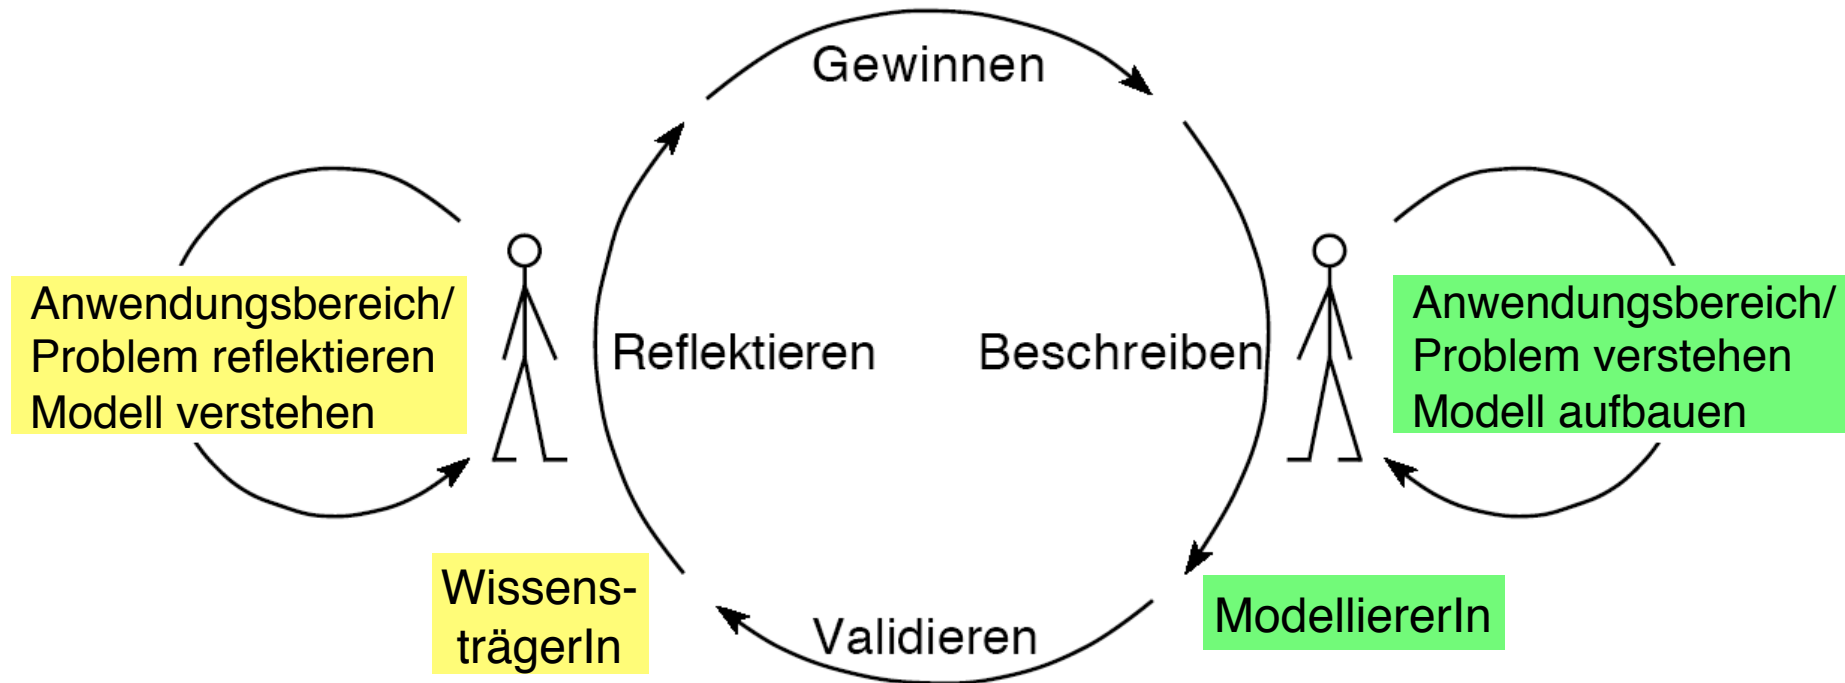 Gewinnen
Anwendungsbereich/
Problem reflektieren
Modell verstehen
Reflektieren
Beschreiben
Anwendungsbereich/
Problem verstehen
Modell aufbauen
Wissens-
trägerIn
Validieren
ModelliererIn